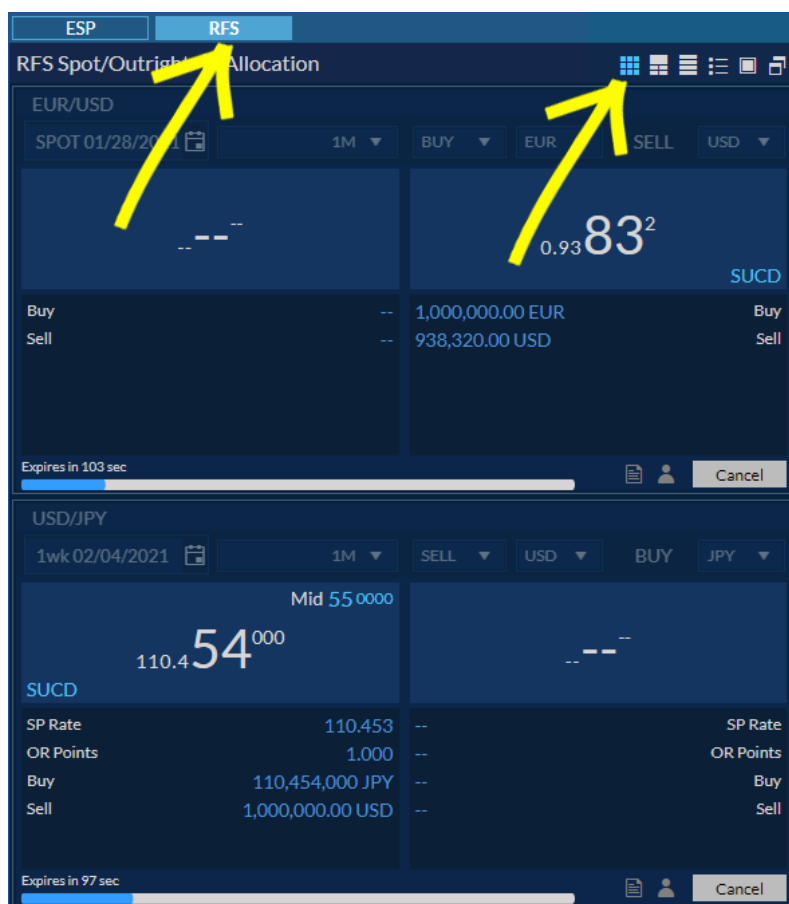 ESP RFS
RFS Spot/Outright Allocation
EUR/USD
SPOT 01/28/2021 1M BUY EUR SELL USD
-- -- -- 0.93 83 2
SUCD
Buy -- 1,000,000.00 EUR Buy
Sell -- 938,320.00 USD Sell
Expires in 103 sec Cancel
USD/JPY
1wk 02/04/2021 1M SELL USD BUY JPY
Mid 55 0000
110.4 54 000 -- -- --
SUCD
SP Rate 110.453 -- SP Rate
OR Points 1.000 -- OR Points
Buy 110,454,000 JPY -- Buy
Sell 1,000,000.00 USD -- Sell
Expires in 97 sec Cancel